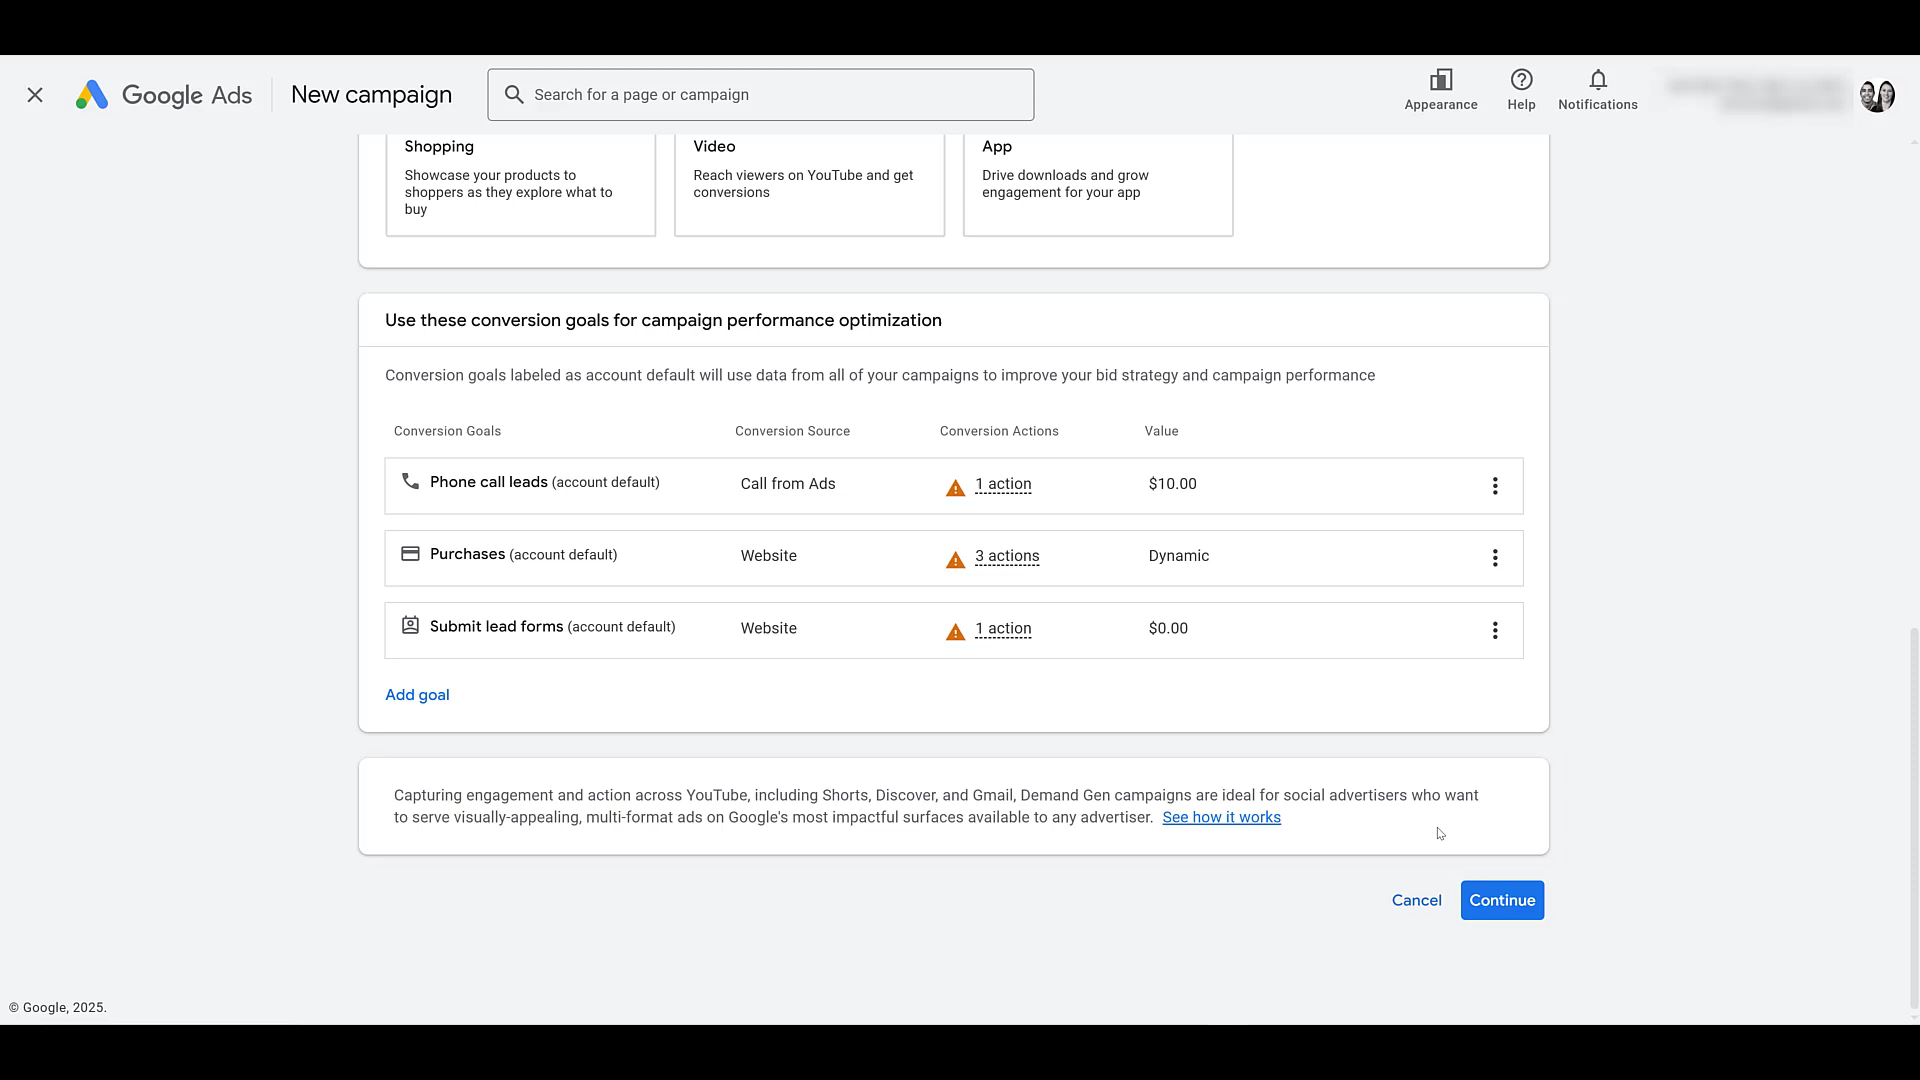 Google Ads
New campaign
Search for a page or campaign
Appearance
Help
Notifications
Shopping
Showcase your products to
shoppers as they explore what to
buy
Video
Reach viewers on YouTube and get
conversions
App
Drive downloads and grow
engagement for your app
Use these conversion goals for campaign performance optimization
Conversion goals labeled as account default will use data from all of your campaigns to improve your bid strategy and campaign performance
Conversion Goals Conversion Source Conversion Actions Value
Phone call leads (account default) Call from Ads 1 action $10.00
Purchases (account default) Website 3 actions Dynamic
Submit lead forms (account default) Website 1 action $0.00
Add goal
Capturing engagement and action across YouTube, including Shorts, Discover, and Gmail, Demand Gen campaigns are ideal for social advertisers who want
to serve visually-appealing, multi-format ads on Google's most impactful surfaces available to any advertiser. See how it works
Cancel
Continue
© Google, 2025.